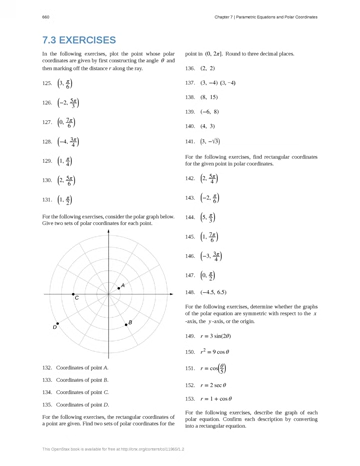 660
Chapter 7 | Parametric Equations and Polar Coordinates
7.3 EXERCISES
In the following exercises, plot the point whose polar
coordinates are given by first constructing the angle θ and
then marking off the distance r along the ray.
125. (3, π/6)
126. (−2, 5π/3)
127. (0, 7π/6)
128. (−4, 3π/4)
129. (1, π/4)
130. (2, 5π/6)
131. (1, π/2)
For the following exercises, consider the polar graph below.
Give two sets of polar coordinates for each point.
A
C
B
D
132. Coordinates of point A.
133. Coordinates of point B.
134. Coordinates of point C.
135. Coordinates of point D.
For the following exercises, the rectangular coordinates of
a point are given. Find two sets of polar coordinates for the
point in (0, 2π]. Round to three decimal places.
136. (2, 2)
137. (3, −4) (3, −4)
138. (8, 15)
139. (−6, 8)
140. (4, 3)
141. (3, −√3)
For the following exercises, find rectangular coordinates
for the given point in polar coordinates.
142. (2, 5π/4)
143. (−2, π/6)
144. (5, π/3)
145. (1, 7π/6)
146. (−3, 3π/4)
147. (0, π/2)
148. (−4.5, 6.5)
For the following exercises, determine whether the graphs
of the polar equation are symmetric with respect to the x
-axis, the y -axis, or the origin.
149. r = 3 sin(2θ)
150. r² = 9 cos θ
151. r = cos(θ/5)
152. r = 2 sec θ
153. r = 1 + cos θ
For the following exercises, describe the graph of each
polar equation. Confirm each description by converting
into a rectangular equation.
This OpenStax book is available for free at http://cnx.org/content/col11965/1.2